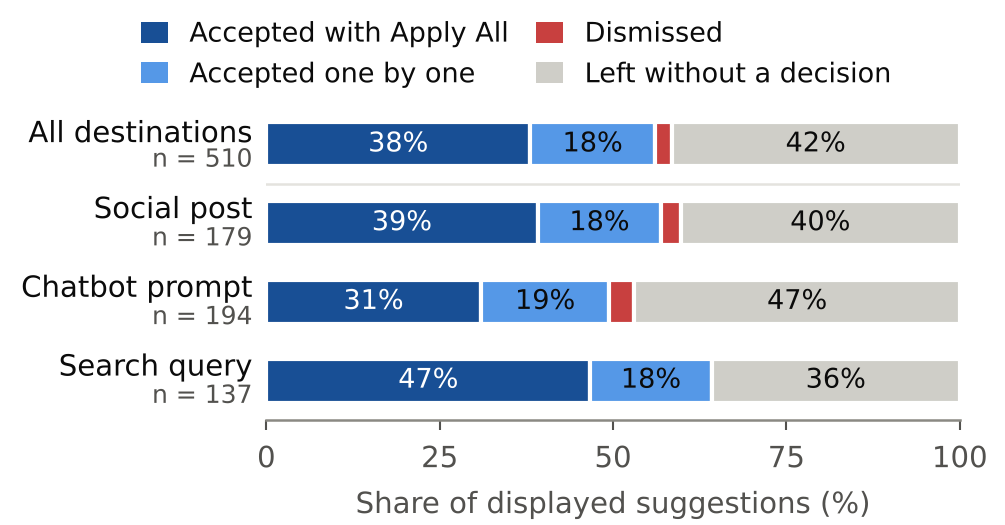 Accepted with Apply All
Dismissed
Accepted one by one
Left without a decision
All destinations
n = 510
38% 18% 42%
Social post
n = 179
39% 18% 40%
Chatbot prompt
n = 194
31% 19% 47%
Search query
n = 137
47% 18% 36%
0 25 50 75 100
Share of displayed suggestions (%)